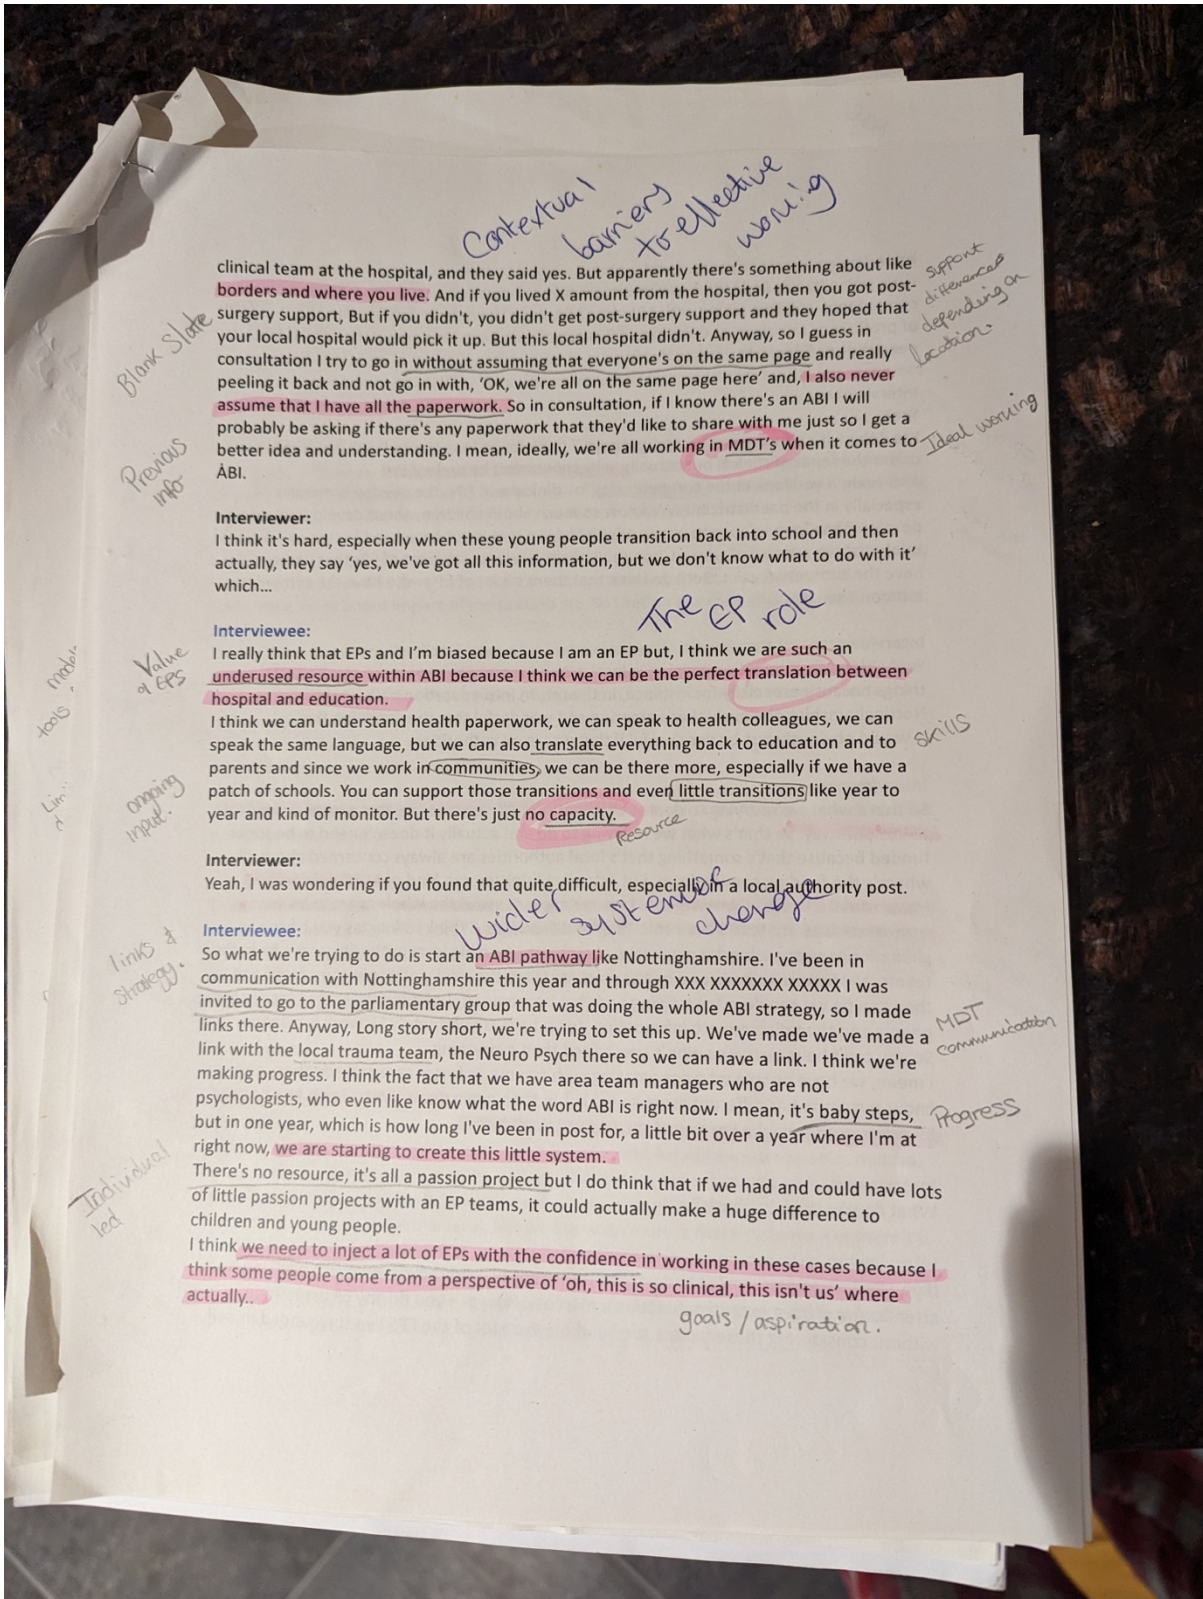 Contextual barriers to effective working
clinical team at the hospital, and they said yes. But apparently there's something about like
borders and where you live. And if you lived X amount from the hospital, then you got post-
surgery support, But if you didn't, you didn't get post-surgery support and they hoped that
your local hospital would pick it up. But this local hospital didn't. Anyway, so I guess in
consultation I try to go in without assuming that everyone's on the same page and really
peeling it back and not go in with, 'OK, we're all on the same page here' and, I also never
assume that I have all the paperwork. So in consultation, if I know there's an ABI I will
probably be asking if there's any paperwork that they'd like to share with me just so I get a
better idea and understanding. I mean, ideally, we're all working in MDT's when it comes to
ABI.
support
differences
depending on
location.
Blank Slate
Ideal working
Previous
info
Interviewer:
I think it's hard, especially when these young people transition back into school and then
actually, they say 'yes, we've got all this information, but we don't know what to do with it'
which...
The EP role
Interviewee:
I really think that EPs and I'm biased because I am an EP but, I think we are such an
underused resource within ABI because I think we can be the perfect translation between
hospital and education.
I think we can understand health paperwork, we can speak to health colleagues, we can
speak the same language, but we can also translate everything back to education and to
parents and since we work in communities, we can be there more, especially if we have a
patch of schools. You can support those transitions and even little transitions like year to
year and kind of monitor. But there's just no capacity.
Value
of EPs
skills
ongoing
input.
Resource
tools
Interviewer:
Yeah, I was wondering if you found that quite difficult, especially in a local authority post.
Wider system change
Interviewee:
So what we're trying to do is start an ABI pathway like Nottinghamshire. I've been in
communication with Nottinghamshire this year and through XXX XXXXXXX XXXXX I was
invited to go to the parliamentary group that was doing the whole ABI strategy, so I made
links there. Anyway, Long story short, we're trying to set this up. We've made we've made a
link with the local trauma team, the Neuro Psych there so we can have a link. I think we're
making progress. I think the fact that we have area team managers who are not
psychologists, who even like know what the word ABI is right now. I mean, it's baby steps,
but in one year, which is how long I've been in post for, a little bit over a year where I'm at
right now, we are starting to create this little system.
There's no resource, it's all a passion project but I do think that if we had and could have lots
of little passion projects with an EP teams, it could actually make a huge difference to
children and young people.
I think we need to inject a lot of EPs with the confidence in working in these cases because I
think some people come from a perspective of 'oh, this is so clinical, this isn't us' where
actually..
links &
strategy.
MDT
communication
Progress
Individual
led
goals / aspiration.